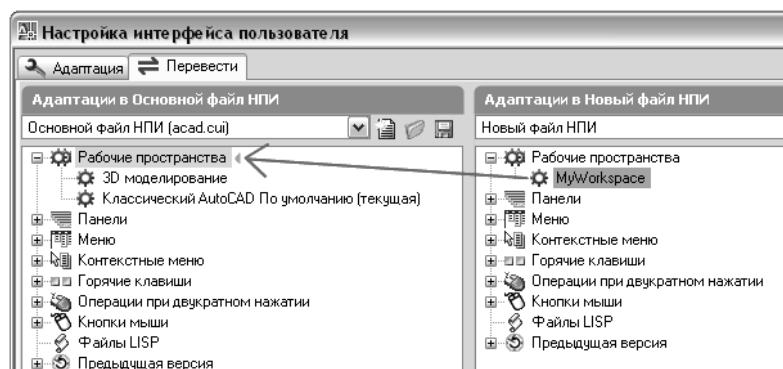 Настройка интерфейса пользователя
Адаптация
Перевести
Адаптации в Основной файл НПИ
Основной файл НПИ (acad.cui)
Рабочие пространства
3D моделирование
Классический AutoCAD По умолчанию (текущая)
Панели
Меню
Контекстные меню
Горячие клавиши
Операции при двукратном нажатии
Кнопки мыши
Файлы LISP
Предыдущая версия
Адаптации в Новый файл НПИ
Новый файл НПИ
Рабочие пространства
MyWorkspace
Панели
Меню
Контекстные меню
Горячие клавиши
Операции при двукратном нажатии
Кнопки мыши
Файлы LISP
Предыдущая версия